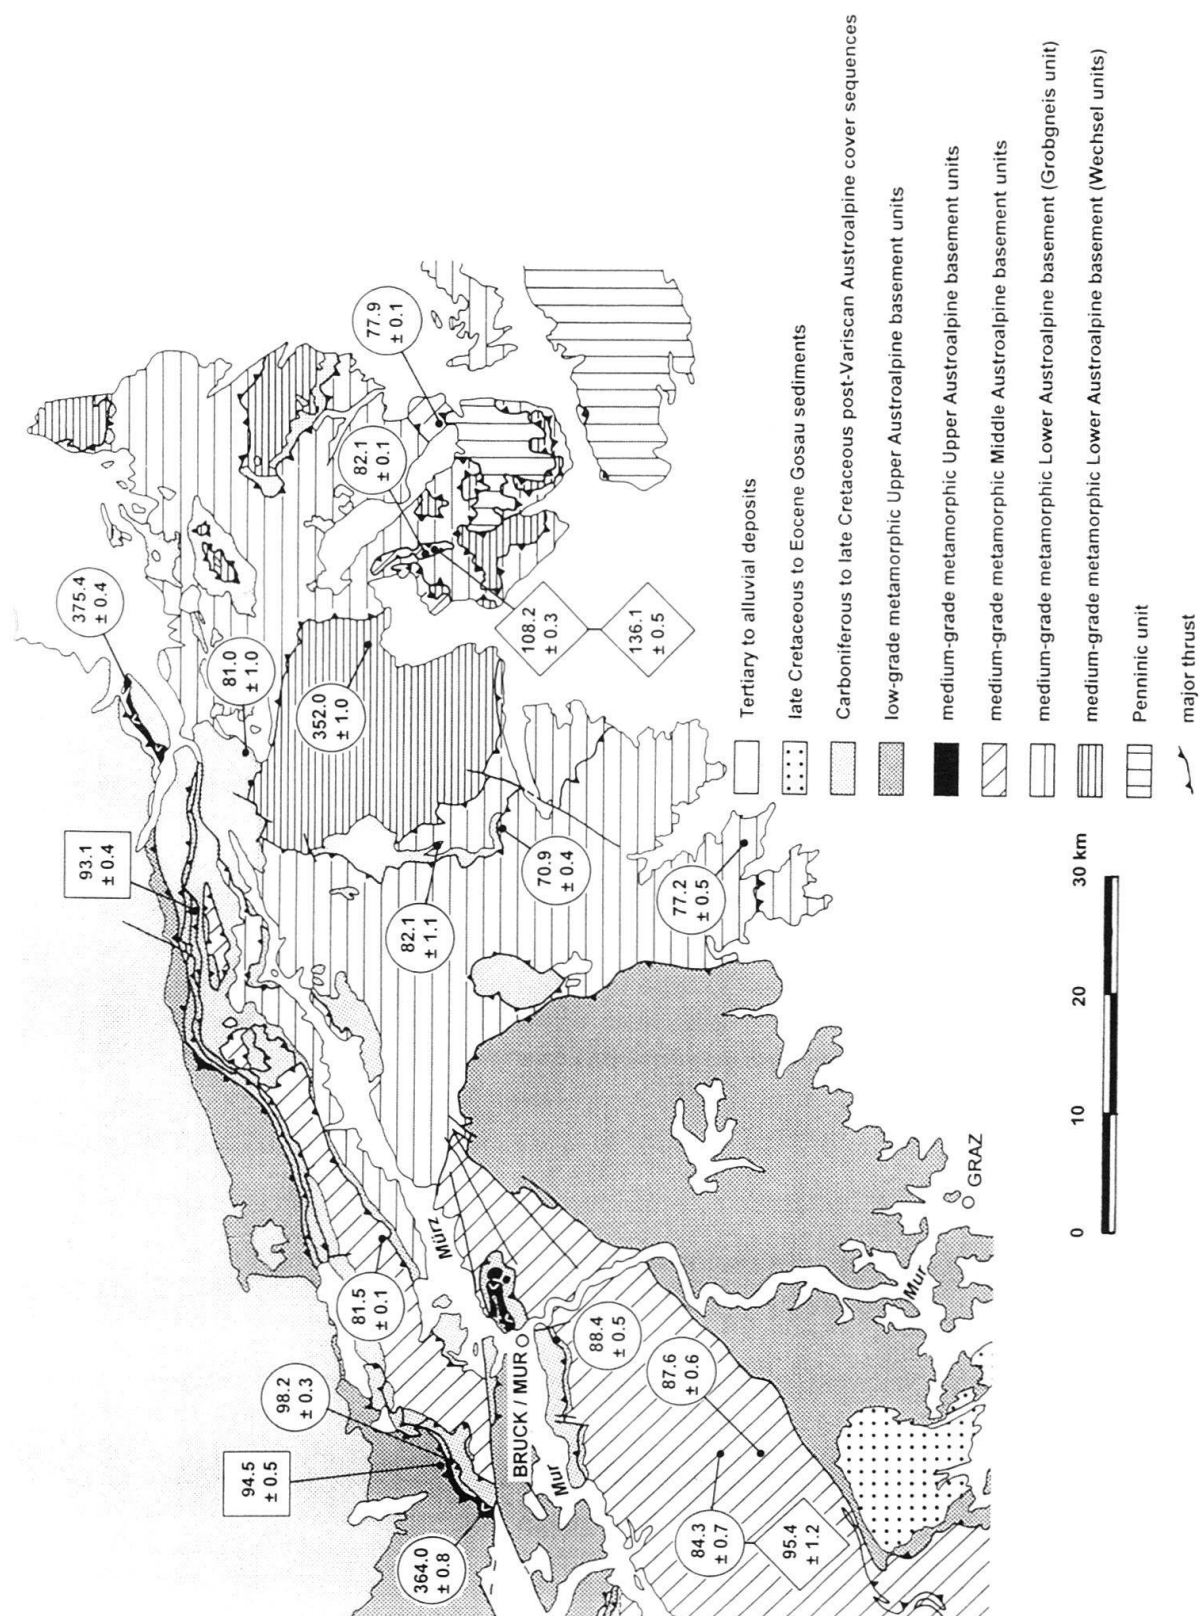 375.4
± 0.4
77.9
± 0.1
82.1
± 0.1
81.0
± 1.0
352.0
± 1.0
108.2
± 0.3
136.1
± 0.5
93.1
± 0.4
82.1
± 1.1
70.9
± 0.4
77.2
± 0.5
81.5
± 0.1
98.2
± 0.3
94.5
± 0.5
364.0
± 0.8
88.4
± 0.5
87.6
± 0.6
84.3
± 0.7
95.4
± 1.2
Mürz
BRUCK / MUR
Mur
Mur
GRAZ
0
10
20
30 km
Tertiary to alluvial deposits
late Cretaceous to Eocene Gosau sediments
Carboniferous to late Cretaceous post-Variscan Austroalpine cover sequences
low-grade metamorphic Upper Austroalpine basement units
medium-grade metamorphic Upper Austroalpine basement units
medium-grade metamorphic Middle Austroalpine basement units
medium-grade metamorphic Lower Austroalpine basement (Grobgneis unit)
medium-grade metamorphic Lower Austroalpine basement (Wechsel units)
Penninic unit
major thrust